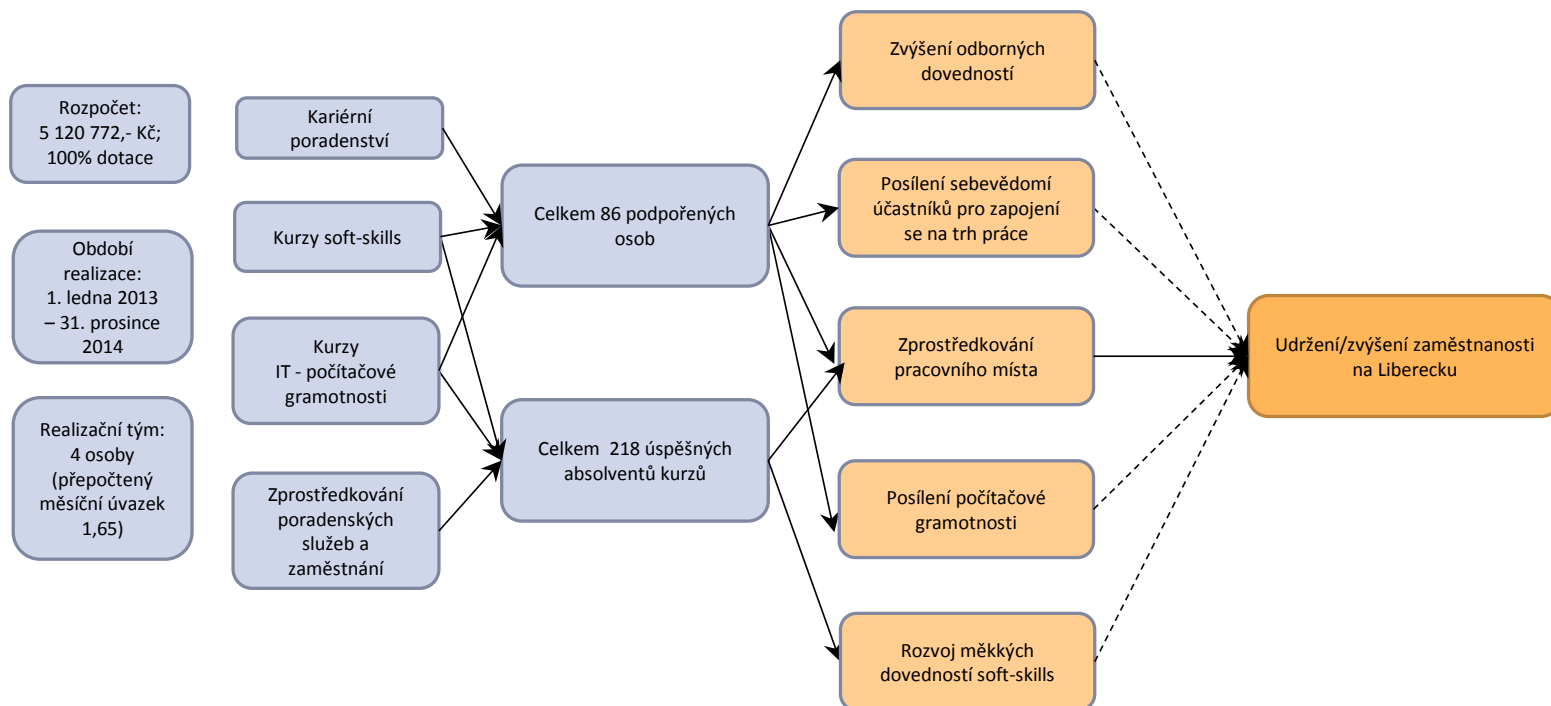 Rozpočet:
5 120 772,- Kč;
100% dotace
Období
realizace:
1. ledna 2013
– 31. prosince
2014
Realizační tým:
4 osoby
(přepočtený
měsíční úvazek
1,65)
Kariérní
poradenství
Kurzy soft-skills
Kurzy
IT - počítačové
gramotnosti
Zprostředkování
poradenských
služeb a
zaměstnání
Celkem 86 podpořených
osob
Celkem 218 úspěšných
absolventů kurzů
Zvýšení odborných
dovedností
Posílení sebevědomí
účastníků pro zapojení
se na trh práce
Zprostředkování
pracovního místa
Posílení počítačové
gramotnosti
Rozvoj měkkých
dovedností soft-skills
Udržení/zvýšení zaměstnanosti
na Liberecku